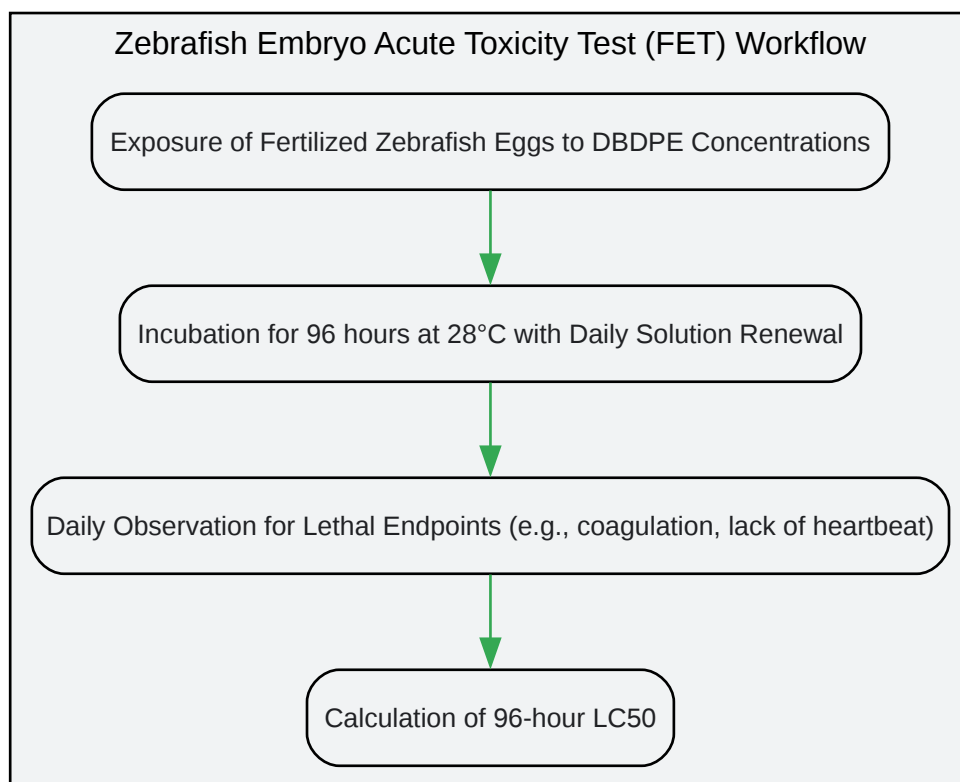 Zebrafish Embryo Acute Toxicity Test (FET) Workflow
Exposure of Fertilized Zebrafish Eggs to DBDPE Concentrations
Incubation for 96 hours at 28°C with Daily Solution Renewal
Daily Observation for Lethal Endpoints (e.g., coagulation, lack of heartbeat)
Calculation of 96-hour LC50